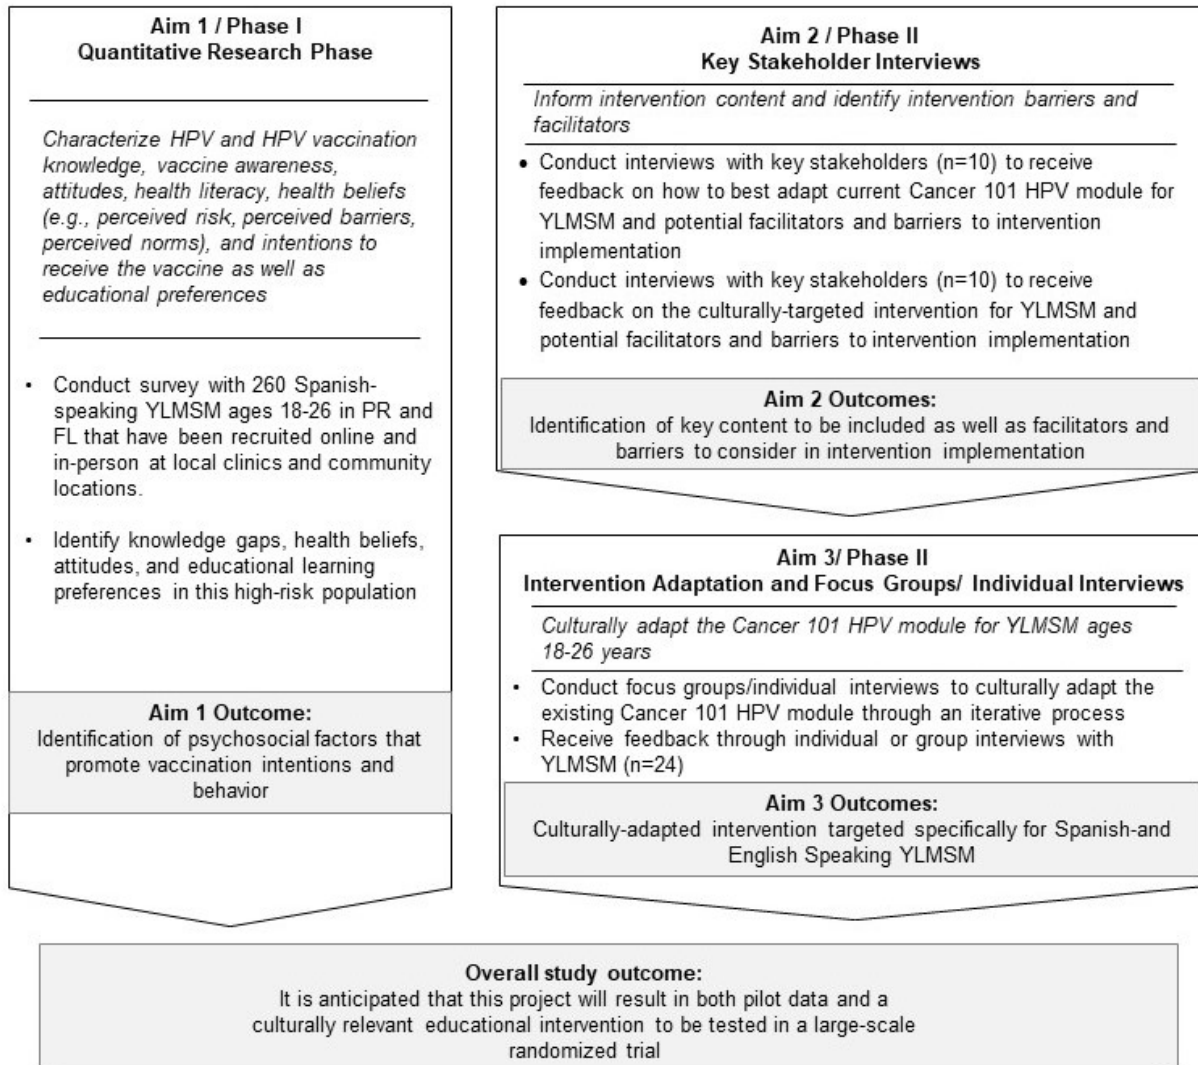 Aim 1 / Phase I
Quantitative Research Phase
Characterize HPV and HPV vaccination
knowledge, vaccine awareness,
attitudes, health literacy, health beliefs
(e.g., perceived risk, perceived barriers,
perceived norms), and intentions to
receive the vaccine as well as
educational preferences
• Conduct survey with 260 Spanish-
speaking YLMSM ages 18-26 in PR and
FL that have been recruited online and
in-person at local clinics and community
locations.
• Identify knowledge gaps, health beliefs,
attitudes, and educational learning
preferences in this high-risk population
Aim 1 Outcome:
Identification of psychosocial factors that
promote vaccination intentions and
behavior
Aim 2 / Phase II
Key Stakeholder Interviews
Inform intervention content and identify intervention barriers and
facilitators
• Conduct interviews with key stakeholders (n=10) to receive
feedback on how to best adapt current Cancer 101 HPV module for
YLMSM and potential facilitators and barriers to intervention
implementation
• Conduct interviews with key stakeholders (n=10) to receive
feedback on the culturally-targeted intervention for YLMSM and
potential facilitators and barriers to intervention implementation
Aim 2 Outcomes:
Identification of key content to be included as well as facilitators and
barriers to consider in intervention implementation
Aim 3/ Phase II
Intervention Adaptation and Focus Groups/ Individual Interviews
Culturally adapt the Cancer 101 HPV module for YLMSM ages
18-26 years
• Conduct focus groups/individual interviews to culturally adapt the
existing Cancer 101 HPV module through an iterative process
• Receive feedback through individual or group interviews with
YLMSM (n=24)
Aim 3 Outcomes:
Culturally-adapted intervention targeted specifically for Spanish-and
English Speaking YLMSM
Overall study outcome:
It is anticipated that this project will result in both pilot data and a
culturally relevant educational intervention to be tested in a large-scale
randomized trial